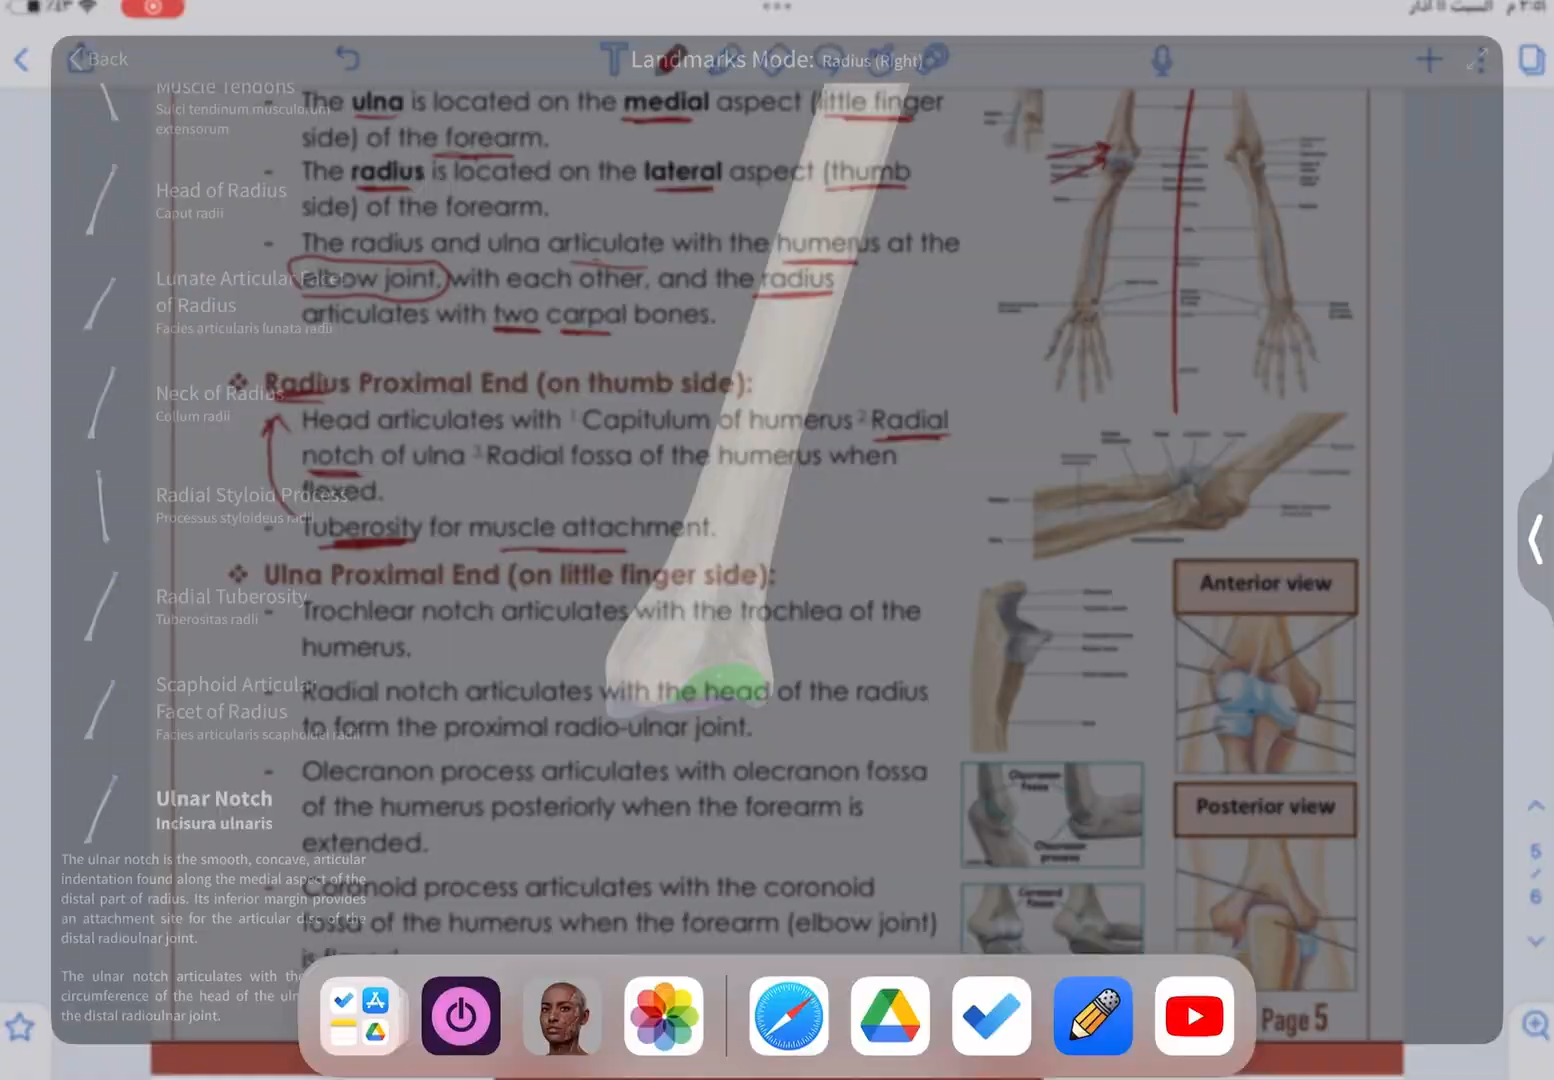 Back
Landmarks Mode: Radius (Right)
Muscle Tendons
Sulci tendinum musculorum
extensorum
Head of Radius
Caput radii
Lunate Articular Facet
of Radius
Facies articularis lunata radii
Neck of Radius
Collum radii
Radial Styloid Process
Processus styloideus radii
Radial Tuberosity
Tuberositas radii
Scaphoid Articular
Facet of Radius
Facies articularis scaphoidei radii
Ulnar Notch
Incisura ulnaris
The ulnar notch is the smooth, concave, articular
indentation found along the medial aspect of the
distal part of radius. Its inferior margin provides
an attachment site for the articular disc of the
distal radioulnar joint.
The ulnar notch articulates with the
circumference of the head of the
the distal radioulnar joint.
- The ulna is located on the medial aspect (little finger
side) of the forearm.
- The radius is located on the lateral aspect (thumb
side) of the forearm.
- The radius and ulna articulate with the humerus at the
elbow joint, with each other, and the radius
articulates with two carpal bones.
❖ Radius Proximal End (on thumb side):
Head articulates with 1 Capitulum of humerus 2 Radial
notch of ulna 3 Radial fossa of the humerus when
flexed.
- Tuberosity for muscle attachment.
❖ Ulna Proximal End (on little finger side):
- Trochlear notch articulates with the trochlea of the
humerus.
- Radial notch articulates with the head of the radius
to form the proximal radio-ulnar joint.
- Olecranon process articulates with olecranon fossa
of the humerus posteriorly when the forearm is
extended.
- Coronoid process articulates with the coronoid
fossa of the humerus when the forearm (elbow joint)
Anterior view
Posterior view
Olecranon
fossa
Olecranon
process
Page 5
5
6